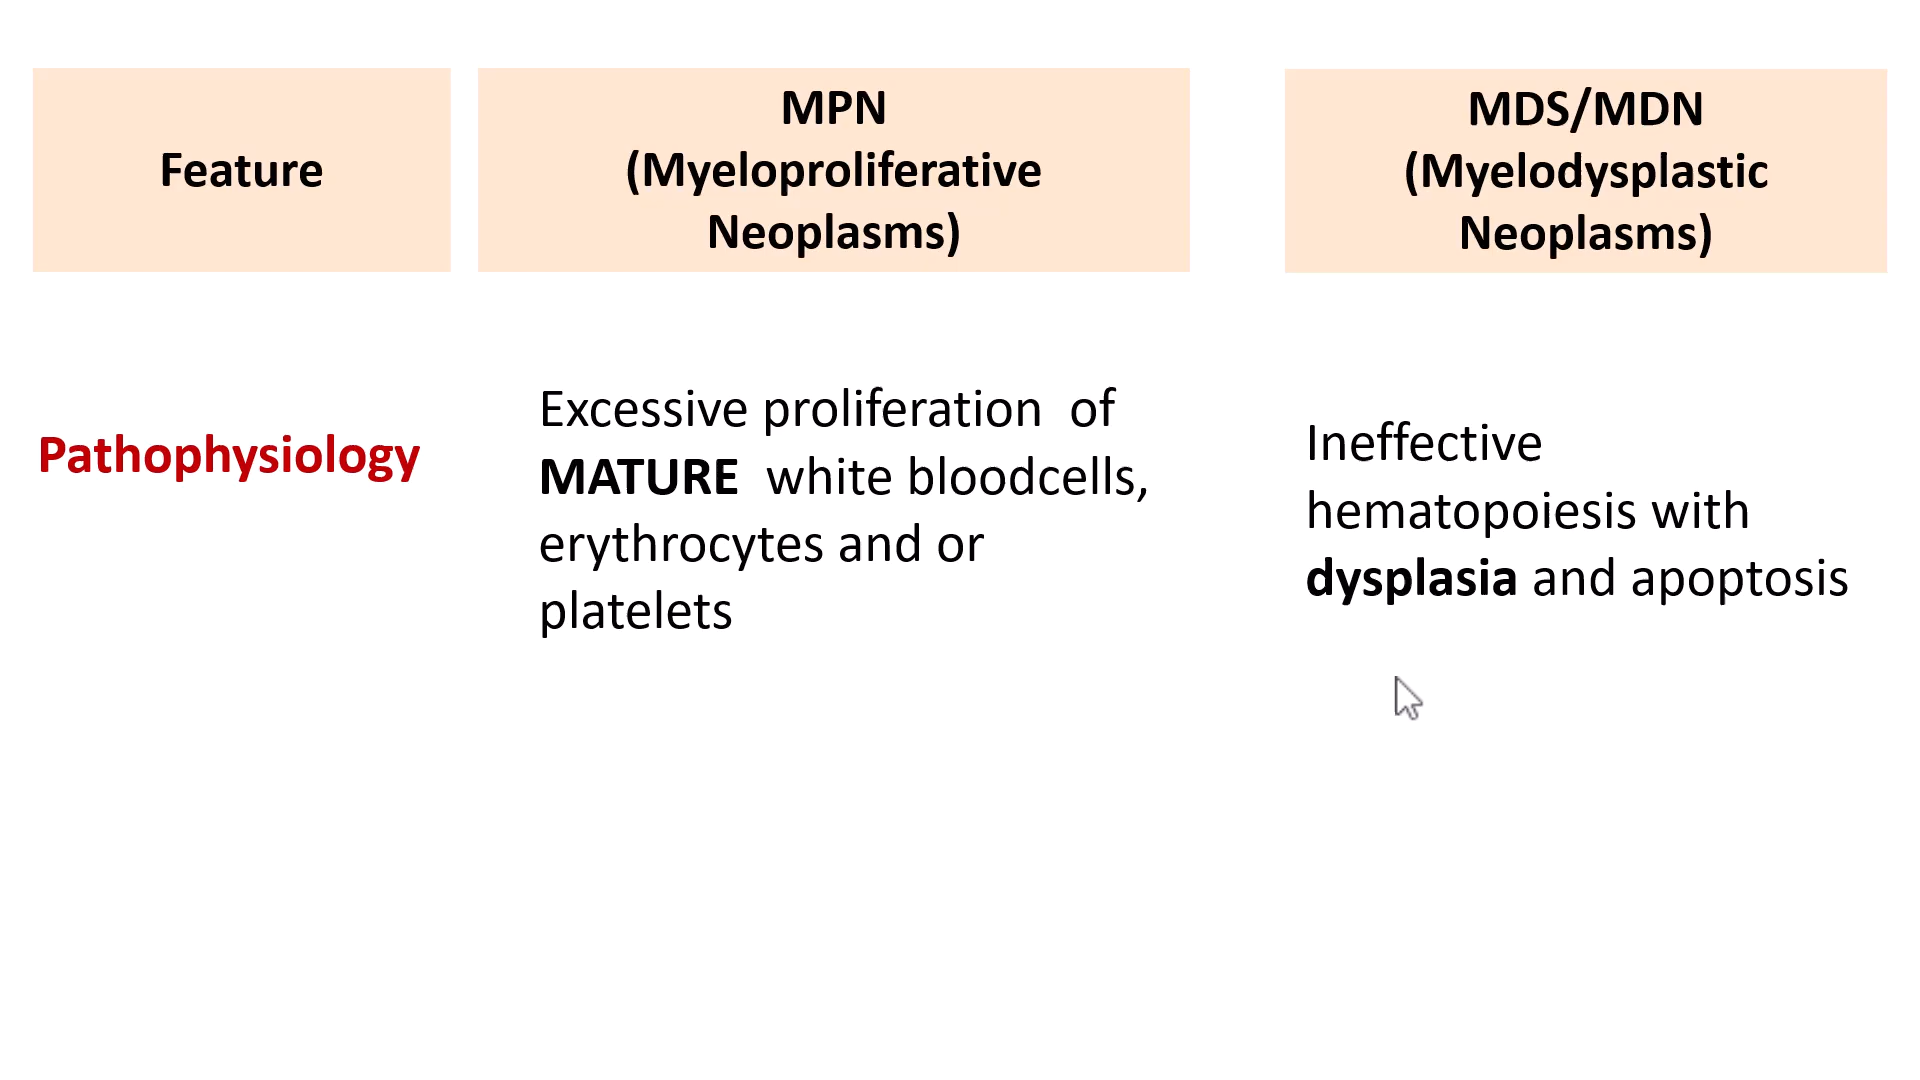 Feature
MPN
(Myeloproliferative
Neoplasms)
MDS/MDN
(Myelodysplastic
Neoplasms)
Pathophysiology
Excessive proliferation  of
MATURE  white bloodcells,
erythrocytes and or
platelets
Ineffective
hematopoiesis with
dysplasia and apoptosis